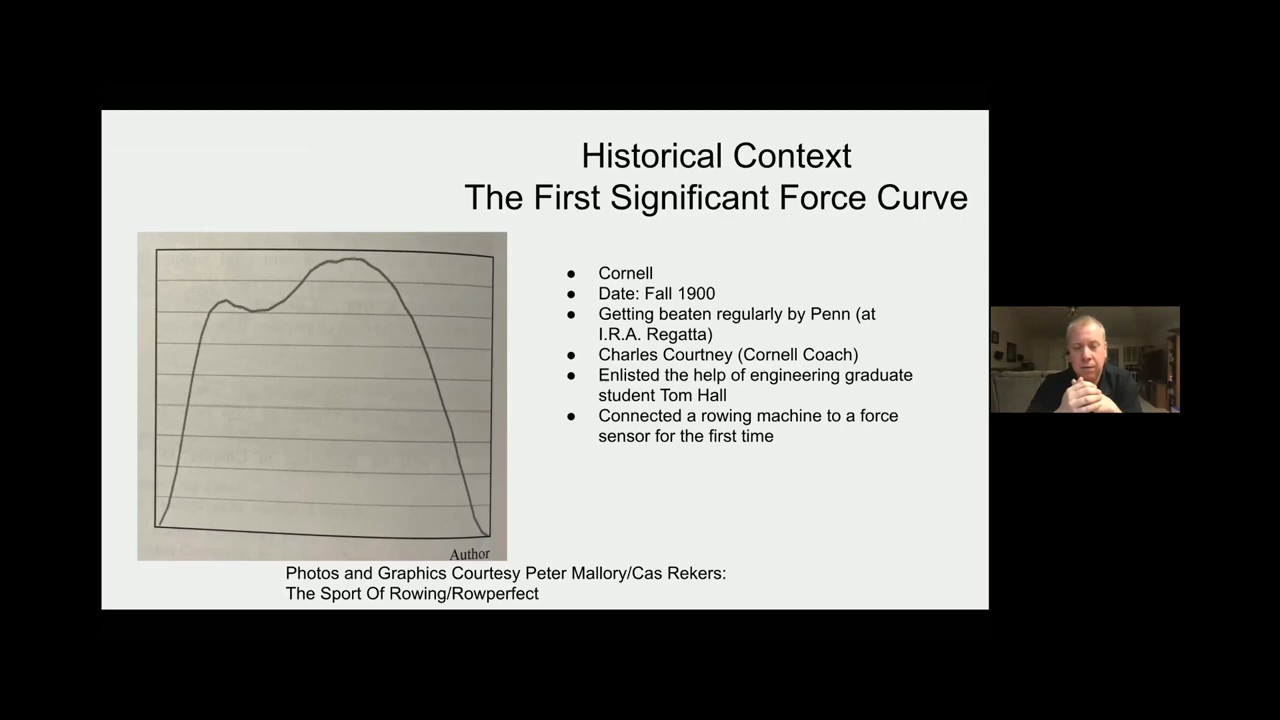 Historical Context
The First Significant Force Curve
● Cornell
● Date: Fall 1900
● Getting beaten regularly by Penn (at
I.R.A. Regatta)
● Charles Courtney (Cornell Coach)
● Enlisted the help of engineering graduate
student Tom Hall
● Connected a rowing machine to a force
sensor for the first time
Author
Photos and Graphics Courtesy Peter Mallory/Cas Rekers:
The Sport Of Rowing/Rowperfect